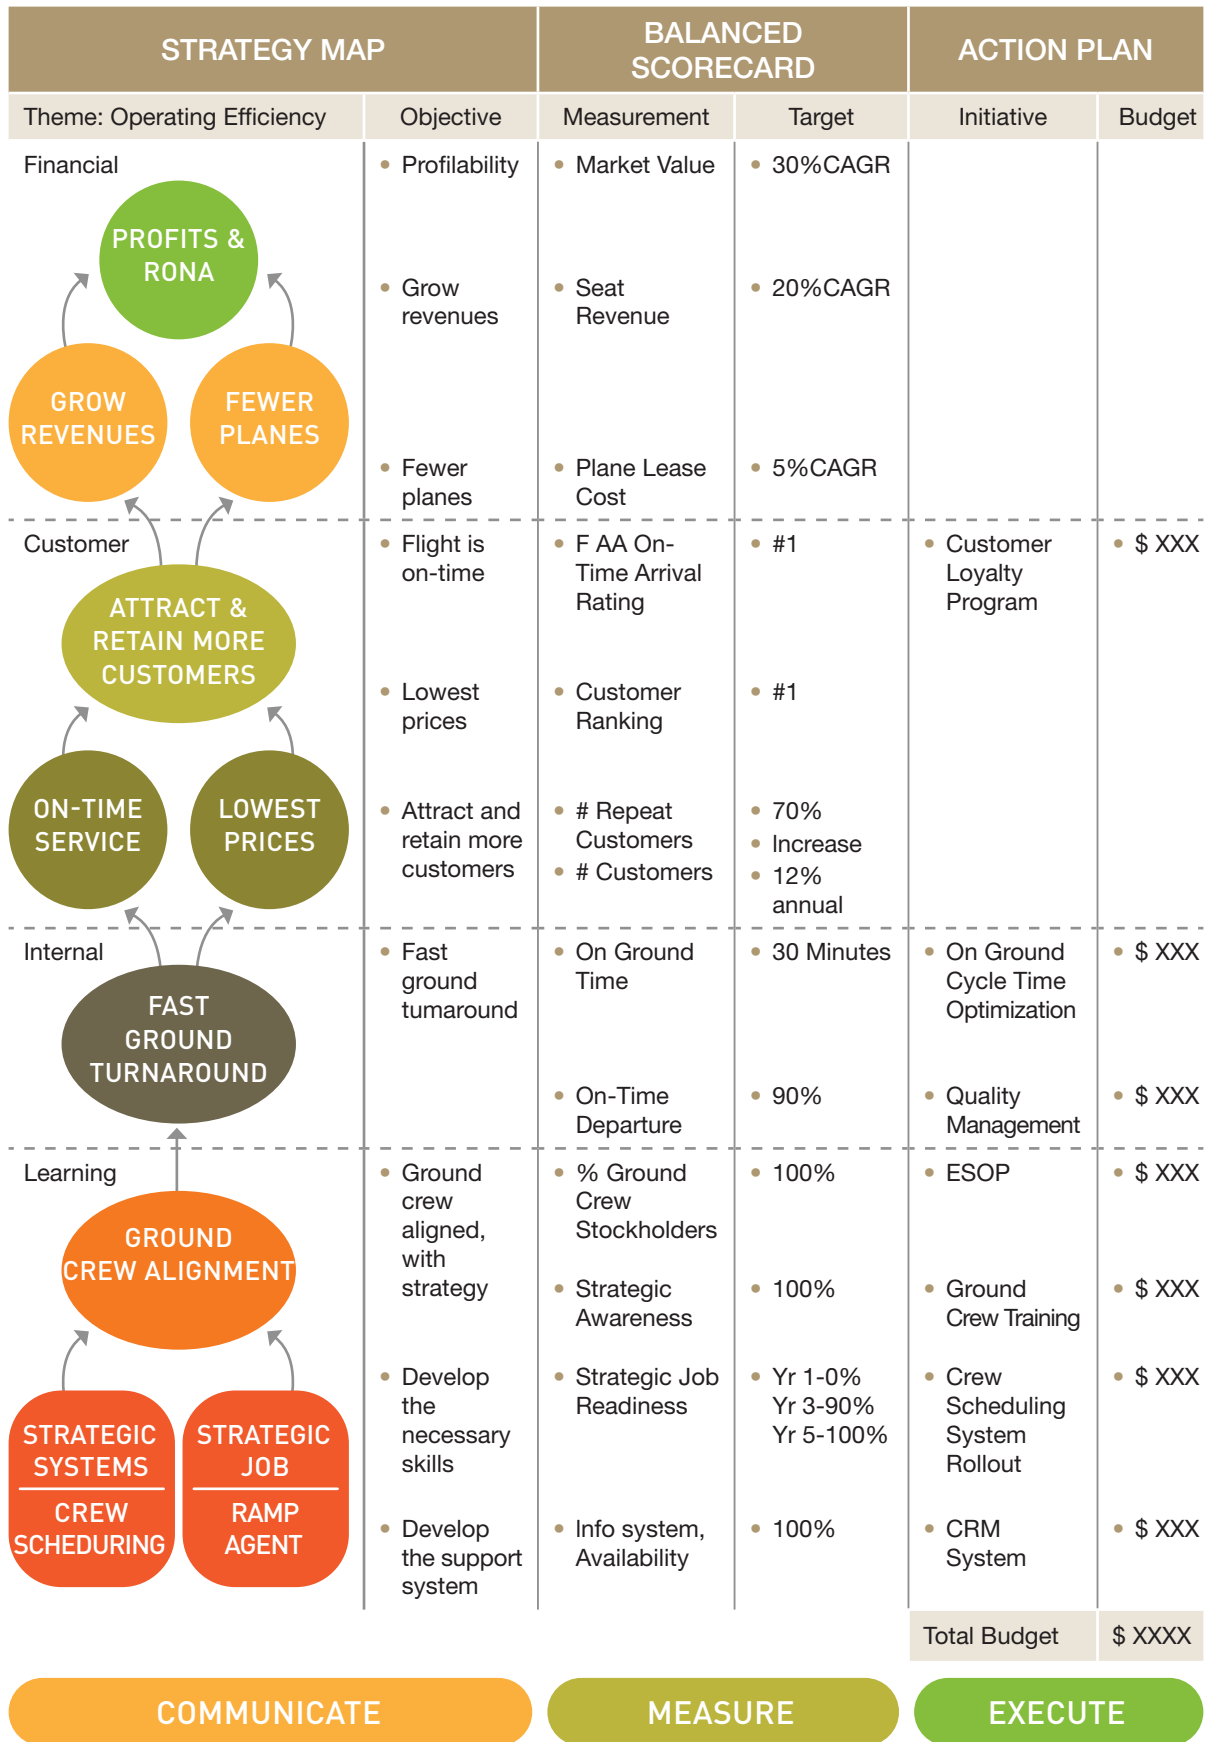 STRATEGY MAP
BALANCED
SCORECARD
ACTION PLAN
Theme: Operating Efficiency
Objective
Measurement
Target
Initiative
Budget
Financial
PROFITS &
RONA
GROW
REVENUES
FEWER
PLANES
• Profilability
• Market Value
• 30%CAGR
• Grow
revenues
• Seat
Revenue
• 20%CAGR
• Fewer
planes
• Plane Lease
Cost
• 5%CAGR
Customer
ATTRACT &
RETAIN MORE
CUSTOMERS
ON-TIME
SERVICE
LOWEST
PRICES
• Flight is
on-time
• F AA On-
Time Arrival
Rating
• #1
• Customer
Loyalty
Program
• $ XXX
• Lowest
prices
• Customer
Ranking
• #1
• Attract and
retain more
customers
• # Repeat
Customers
• # Customers
• 70%
• Increase
• 12%
annual
Internal
FAST
GROUND
TURNAROUND
• Fast
ground
tumaround
• On Ground
Time
• 30 Minutes
• On Ground
Cycle Time
Optimization
• $ XXX
• On-Time
Departure
• 90%
• Quality
Management
• $ XXX
Learning
GROUND
CREW ALIGNMENT
STRATEGIC
SYSTEMS
CREW
SCHEDURING
STRATEGIC
JOB
RAMP
AGENT
• Ground
crew
aligned,
with
strategy
• % Ground
Crew
Stockholders
• 100%
• ESOP
• $ XXX
• Strategic
Awareness
• 100%
• Ground
Crew Training
• $ XXX
• Develop
the
necessary
skills
• Strategic Job
Readiness
• Yr 1-0%
Yr 3-90%
Yr 5-100%
• Crew
Scheduling
System
Rollout
• $ XXX
• Develop
the support
system
• Info system,
Availability
• 100%
• CRM
System
• $ XXX
Total Budget
$ XXXX
COMMUNICATE
MEASURE
EXECUTE